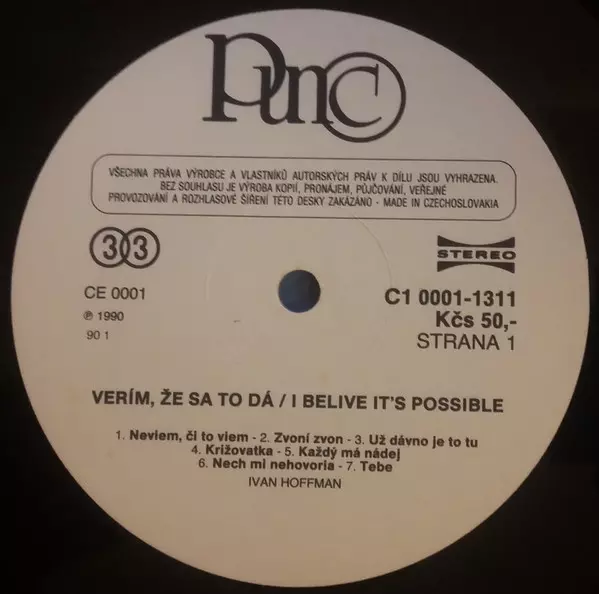 Punc
VŠECHNA PRÁVA VÝROBCE A VLASTNÍKŮ AUTORSKÝCH PRÁV K DÍLU JSOU VYHRAZENA.
BEZ SOUHLASU JE VÝROBA KOPIÍ, PRONÁJEM, PŮJČOVÁNÍ, VEŘEJNÉ
PROVOZOVÁNÍ A ROZHLASOVÉ ŠÍŘENÍ TÉTO DESKY ZAKÁZÁNO - MADE IN CZECHOSLOVAKIA
33
STEREO
CE 0001
C1 0001-1311
℗ 1990
Kčs 50,-
90 1
STRANA 1
VERÍM, ŽE SA TO DÁ / I BELIVE IT'S POSSIBLE
1. Neviem, či to viem - 2. Zvoní zvon - 3. Už dávno je to tu
4. Križovatka - 5. Každý má nádej
6. Nech mi nehovoria - 7. Tebe
IVAN HOFFMAN